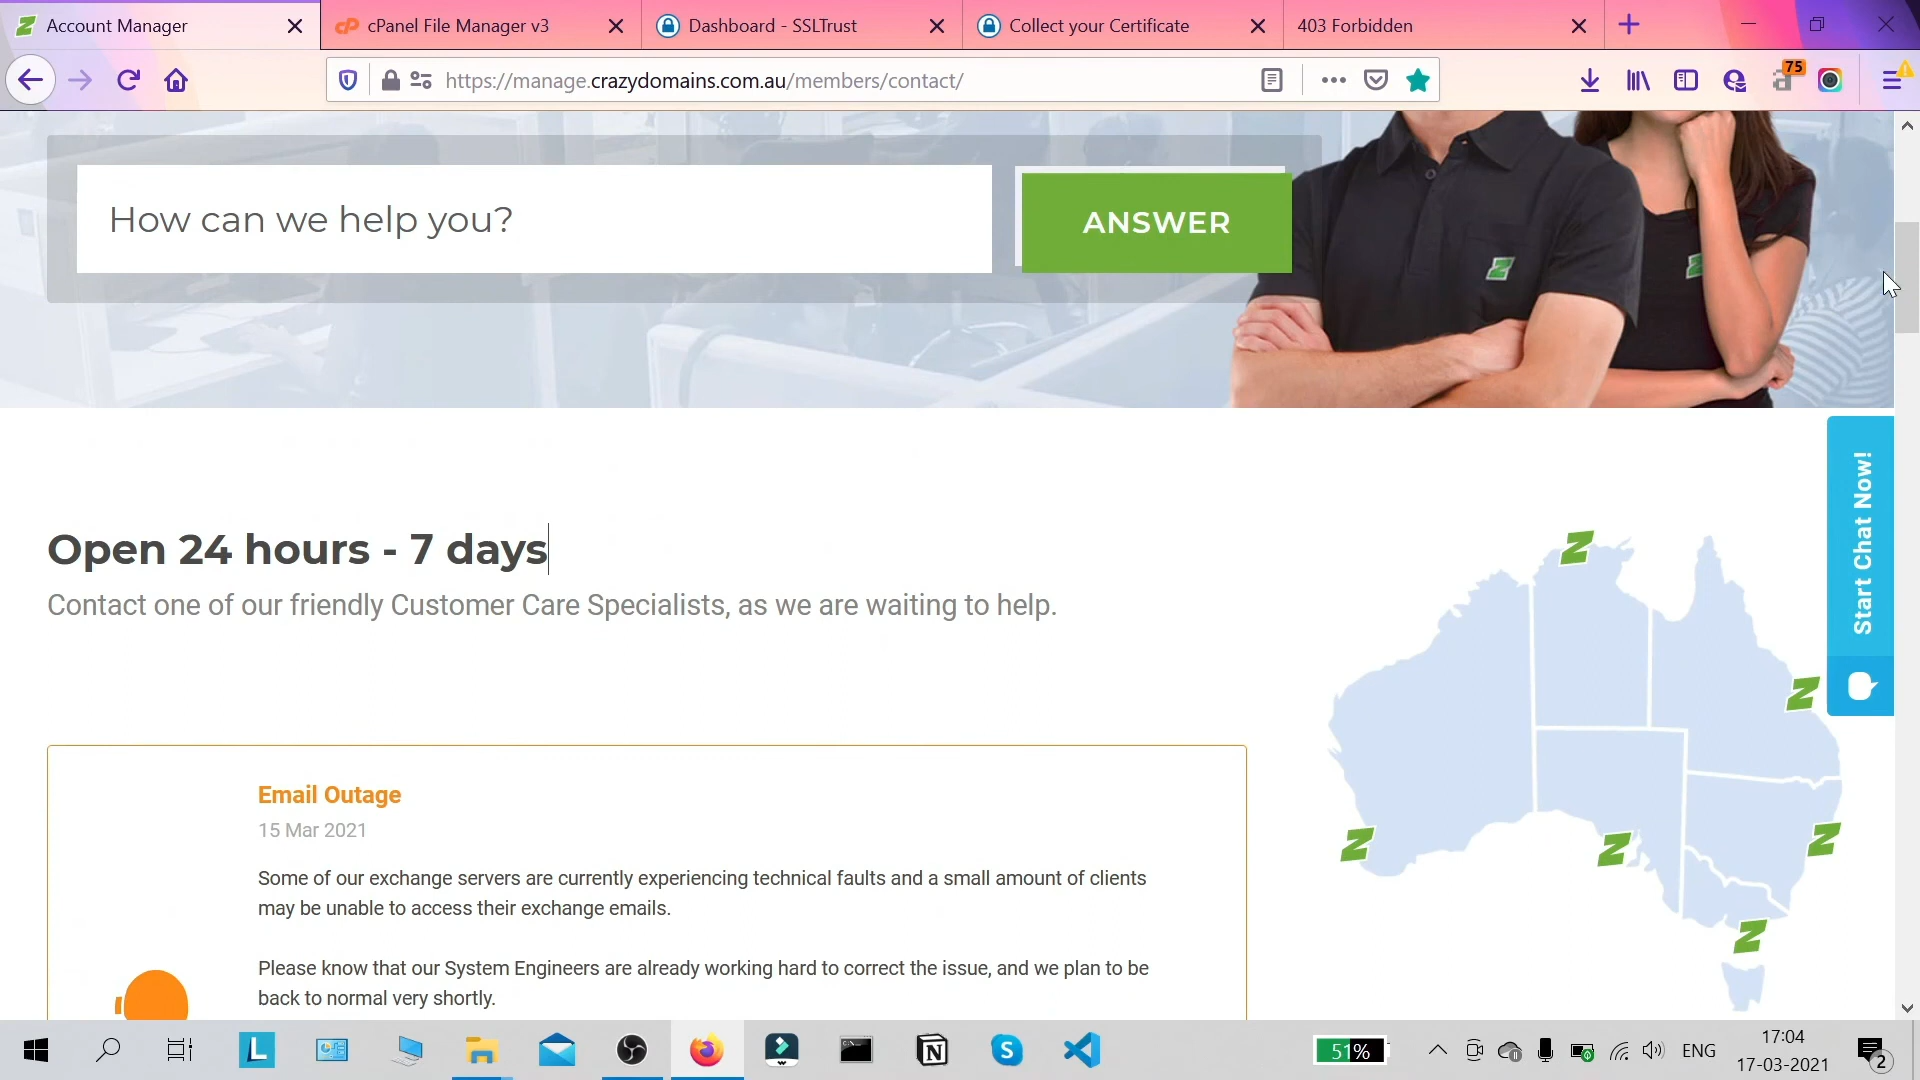 Account Manager
cPanel File Manager v3
Dashboard - SSLTrust
Collect your Certificate
403 Forbidden
https://manage.crazydomains.com.au/members/contact/
75
How can we help you?
ANSWER
Start Chat Now!
Open 24 hours - 7 days
Contact one of our friendly Customer Care Specialists, as we are waiting to help.
Email Outage
15 Mar 2021
Some of our exchange servers are currently experiencing technical faults and a small amount of clients
may be unable to access their exchange emails.
Please know that our System Engineers are already working hard to correct the issue, and we plan to be
back to normal very shortly.
51%
ENG
17:04
17-03-2021
2